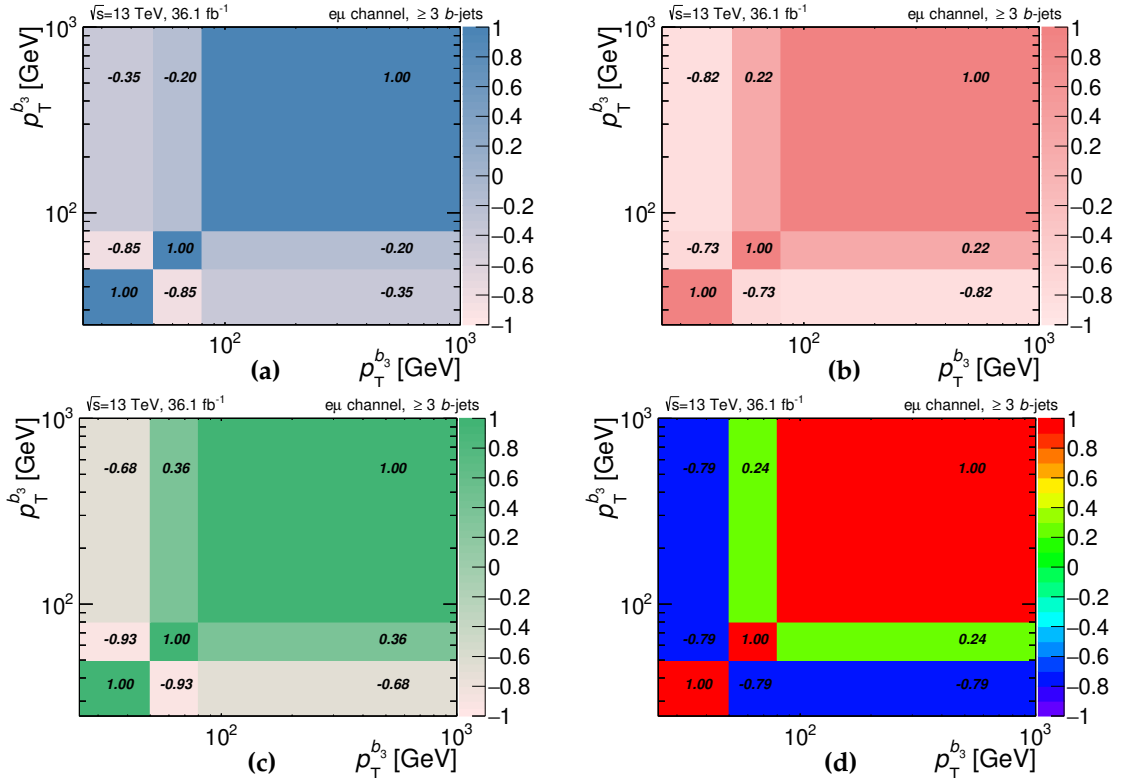 √s=13 TeV, 36.1 fb⁻¹ eμ channel, ≥ 3 b-jets
p_T^{b_3} [GeV]
10³
10²
-0.35 -0.20 1.00
-0.85 1.00 -0.20
1.00 -0.85 -0.35
1
0.8
0.6
0.4
0.2
0
−0.2
−0.4
−0.6
−0.8
−1
10² 10³
(a) p_T^{b_3} [GeV]
√s=13 TeV, 36.1 fb⁻¹ eμ channel, ≥ 3 b-jets
p_T^{b_3} [GeV]
10³
10²
-0.82 0.22 1.00
-0.73 1.00 0.22
1.00 -0.73 -0.82
1
0.8
0.6
0.4
0.2
0
−0.2
−0.4
−0.6
−0.8
−1
10² 10³
(b) p_T^{b_3} [GeV]
√s=13 TeV, 36.1 fb⁻¹ eμ channel, ≥ 3 b-jets
p_T^{b_3} [GeV]
10³
10²
-0.68 0.36 1.00
-0.93 1.00 0.36
1.00 -0.93 -0.68
1
0.8
0.6
0.4
0.2
0
−0.2
−0.4
−0.6
−0.8
−1
10² 10³
(c) p_T^{b_3} [GeV]
√s=13 TeV, 36.1 fb⁻¹ eμ channel, ≥ 3 b-jets
p_T^{b_3} [GeV]
10³
10²
-0.79 0.24 1.00
-0.79 1.00 0.24
1.00 -0.79 -0.79
1
0.8
0.6
0.4
0.2
0
−0.2
−0.4
−0.6
−0.8
−1
10² 10³
(d) p_T^{b_3} [GeV]